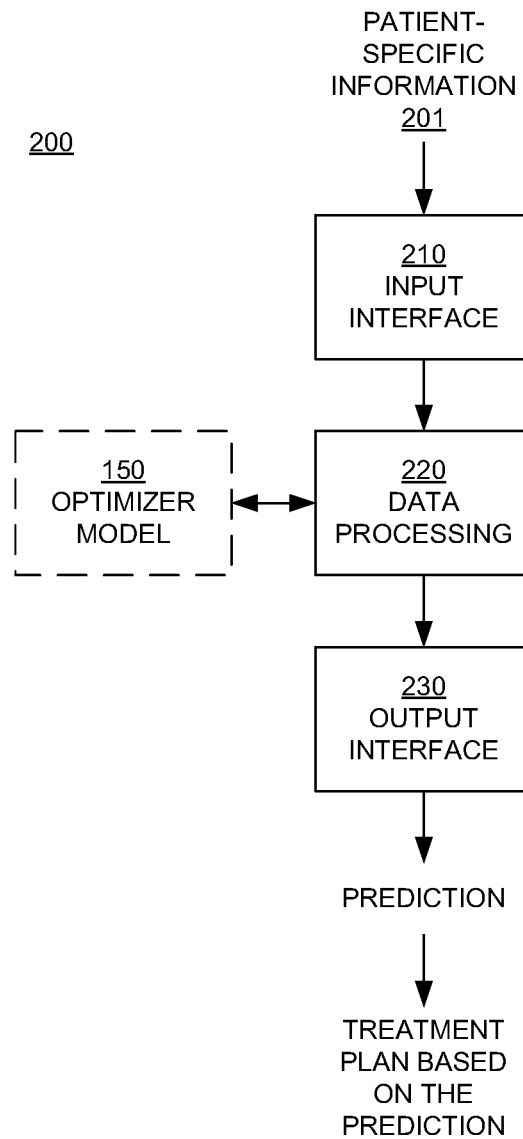 PATIENT-
SPECIFIC
INFORMATION
201
200
210
INPUT
INTERFACE
150
OPTIMIZER
MODEL
220
DATA
PROCESSING
230
OUTPUT
INTERFACE
PREDICTION
TREATMENT
PLAN BASED
ON THE
PREDICTION